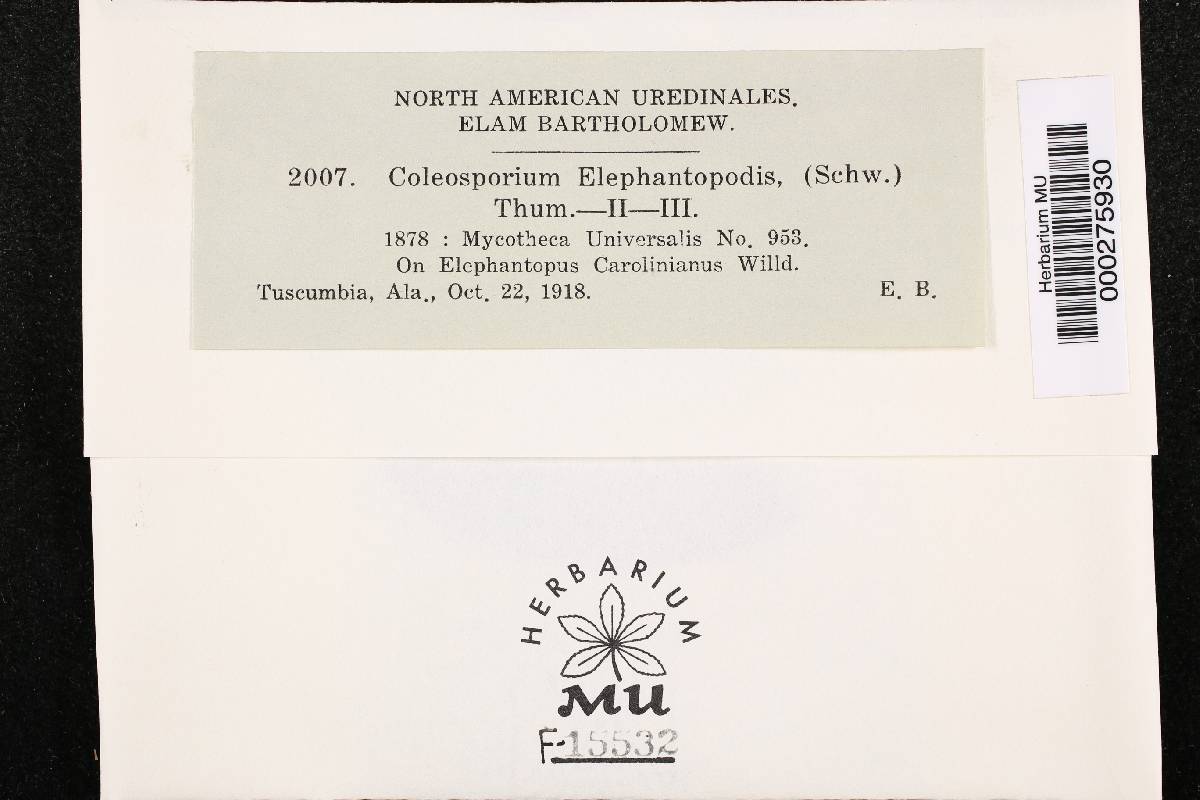 NORTH AMERICAN UREDINALES.
ELAM BARTHOLOMEW.
2007. Coleosporium Elephantopodis, (Schw.)
Thum.—II—III.
1878 : Mycotheca Universalis No. 953.
On Elephantopus Carolinianus Willd.
Tuscumbia, Ala., Oct. 22, 1918. E. B.
Herbarium MU
000275930
HERBARIUM
MU
F-15532